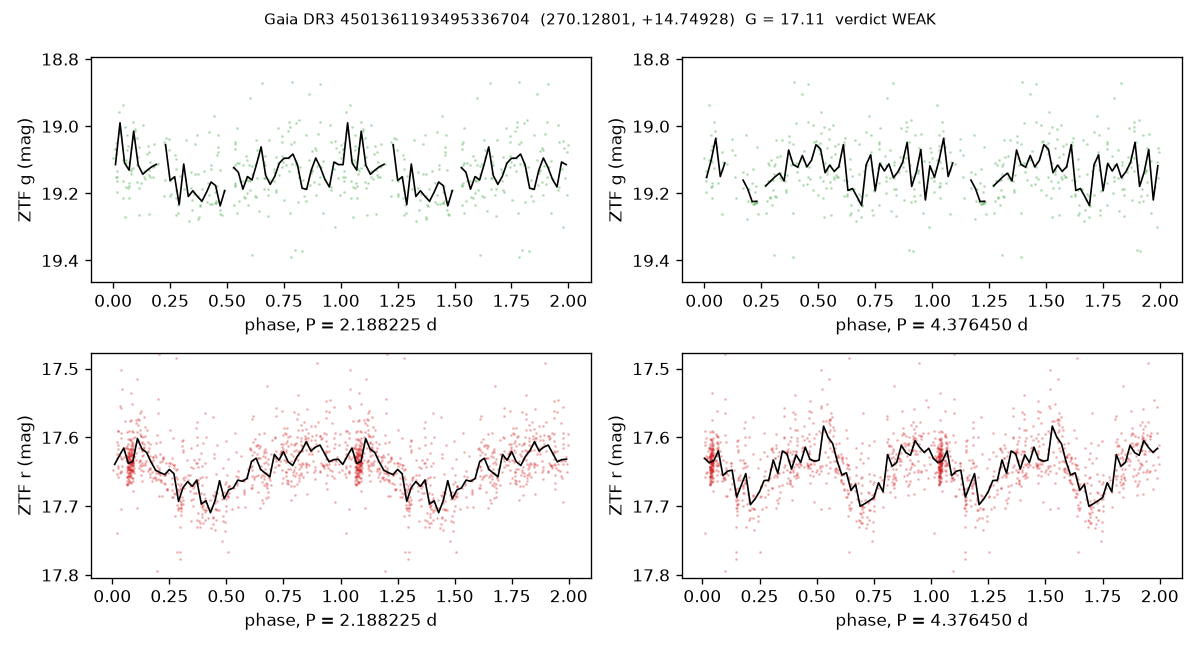 Gaia DR3 4501361193495336704 (270.12801, +14.74928) G = 17.11 verdict WEAK
ZTF g (mag)
18.8
19.0
19.2
19.4
0.00 0.25 0.50 0.75 1.00 1.25 1.50 1.75 2.00
phase, P = 2.188225 d
ZTF g (mag)
18.8
19.0
19.2
19.4
0.00 0.25 0.50 0.75 1.00 1.25 1.50 1.75 2.00
phase, P = 4.376450 d
ZTF r (mag)
17.5
17.6
17.7
17.8
0.00 0.25 0.50 0.75 1.00 1.25 1.50 1.75 2.00
phase, P = 2.188225 d
ZTF r (mag)
17.5
17.6
17.7
17.8
0.00 0.25 0.50 0.75 1.00 1.25 1.50 1.75 2.00
phase, P = 4.376450 d